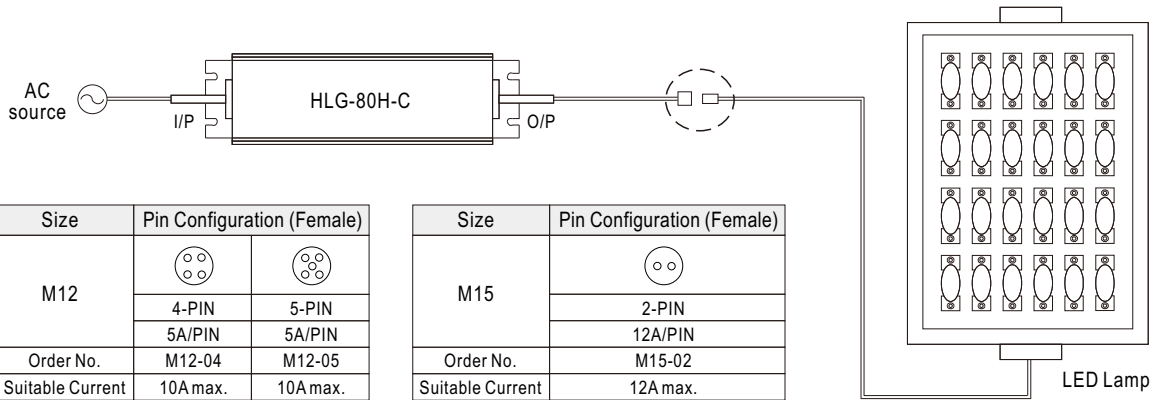 AC
source
I/P
HLG-80H-C
O/P
LED Lamp
Size Pin Configuration (Female)
M12
4-PIN 5-PIN
5A/PIN 5A/PIN
Order No. M12-04 M12-05
Suitable Current 10A max. 10A max.
Size Pin Configuration (Female)
M15
2-PIN
12A/PIN
Order No. M15-02
Suitable Current 12A max.